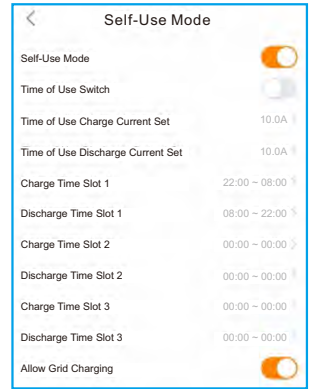 Self-Use Mode
Self-Use Mode
Time of Use Switch
Time of Use Charge Current Set 10.0A
Time of Use Discharge Current Set 10.0A
Charge Time Slot 1 22:00 ~ 08:00
Discharge Time Slot 1 08:00 ~ 22:00
Charge Time Slot 2 00:00 ~ 00:00
Discharge Time Slot 2 00:00 ~ 00:00
Charge Time Slot 3 00:00 ~ 00:00
Discharge Time Slot 3 00:00 ~ 00:00
Allow Grid Charging